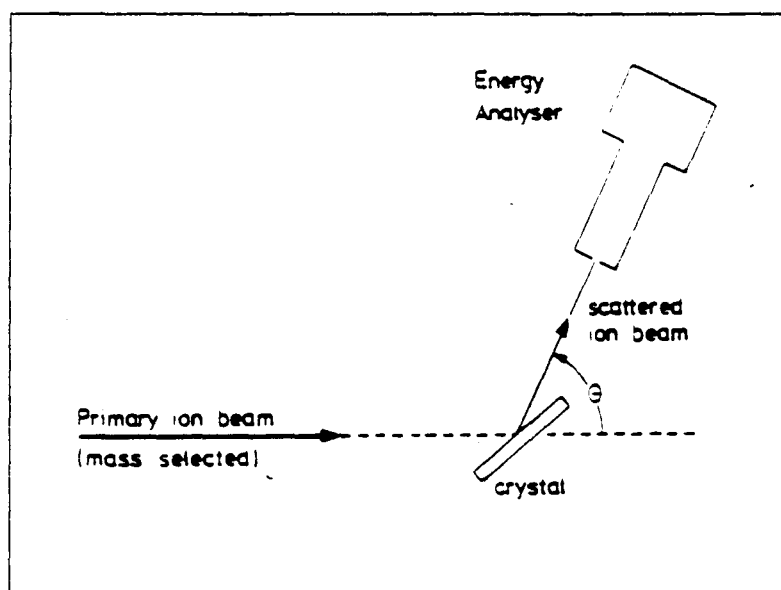 Energy
Analyser
scattered
ion beam
Θ
Primary ion beam
(mass selected)
crystal